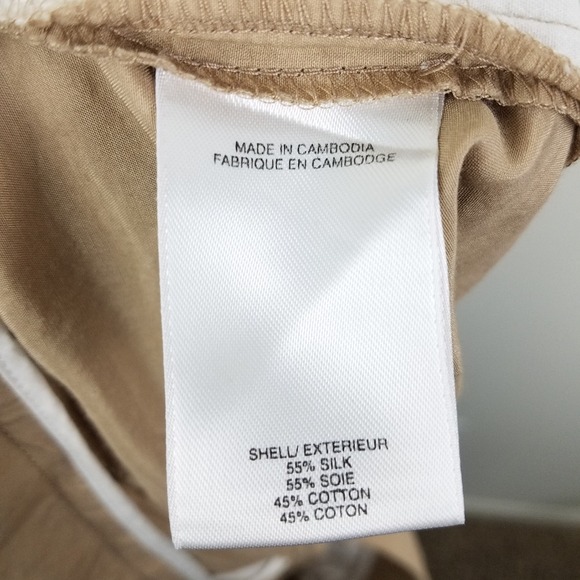 MADE IN CAMBODIA
FABRIQUE EN CAMBODGE
SHELL/ EXTERIEUR
55% SILK
55% SOIE
45% COTTON
45% COTON